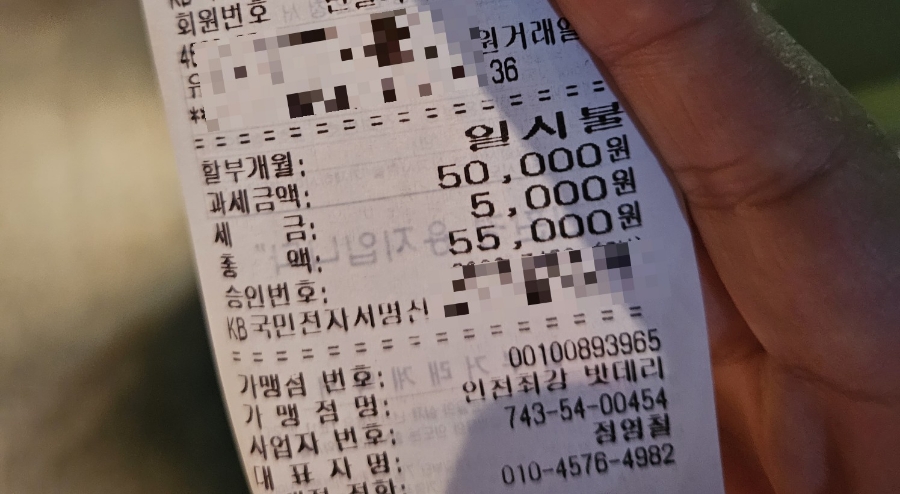 회원번호
원거래일
36
할부개월: 일시불
과세금액: 50,000원
세 금: 5,000원
총 액: 55,000원
승인번호:
KB국민전자서명전
가맹점 번호: 00100893965
가 맹 점 명: 인천최강 밧데리
사업자 번호: 743-54-00454
대 표 자 명: 정영철
전화: 010-4576-4982